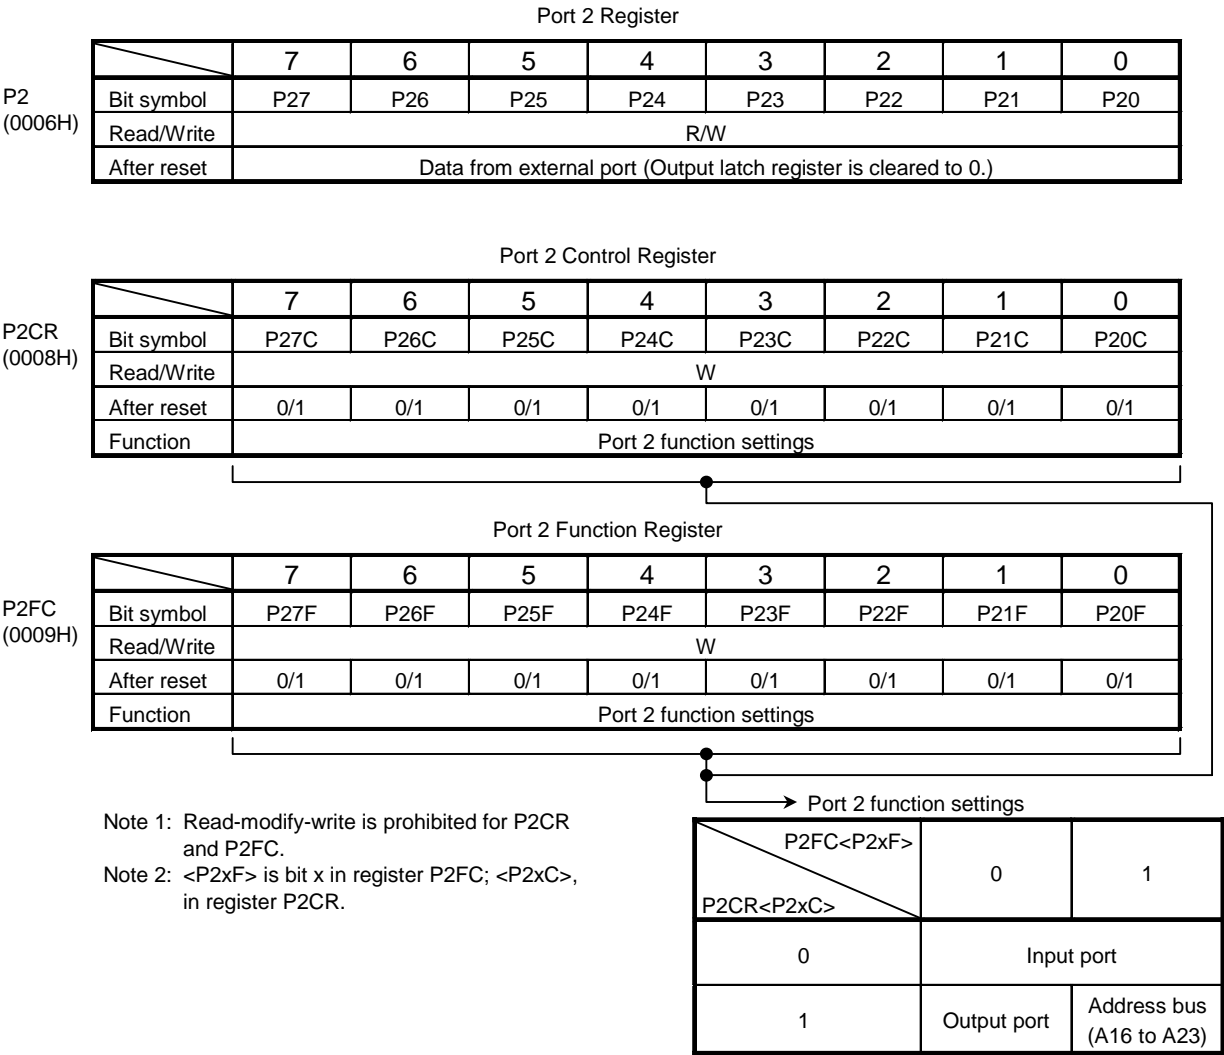 Port 2 Register
7 6 5 4 3 2 1 0
P2
(0006H)
Bit symbol P27 P26 P25 P24 P23 P22 P21 P20
Read/Write R/W
After reset Data from external port (Output latch register is cleared to 0.)
Port 2 Control Register
7 6 5 4 3 2 1 0
P2CR
(0008H)
Bit symbol P27C P26C P25C P24C P23C P22C P21C P20C
Read/Write W
After reset 0/1 0/1 0/1 0/1 0/1 0/1 0/1 0/1
Function Port 2 function settings
Port 2 Function Register
7 6 5 4 3 2 1 0
P2FC
(0009H)
Bit symbol P27F P26F P25F P24F P23F P22F P21F P20F
Read/Write W
After reset 0/1 0/1 0/1 0/1 0/1 0/1 0/1 0/1
Function Port 2 function settings
Note 1: Read-modify-write is prohibited for P2CR
and P2FC.
Note 2: <P2xF> is bit x in register P2FC; <P2xC>,
in register P2CR.
Port 2 function settings
P2FC<P2xF> 0 1
P2CR<P2xC>
0 Input port
1 Output port Address bus
(A16 to A23)